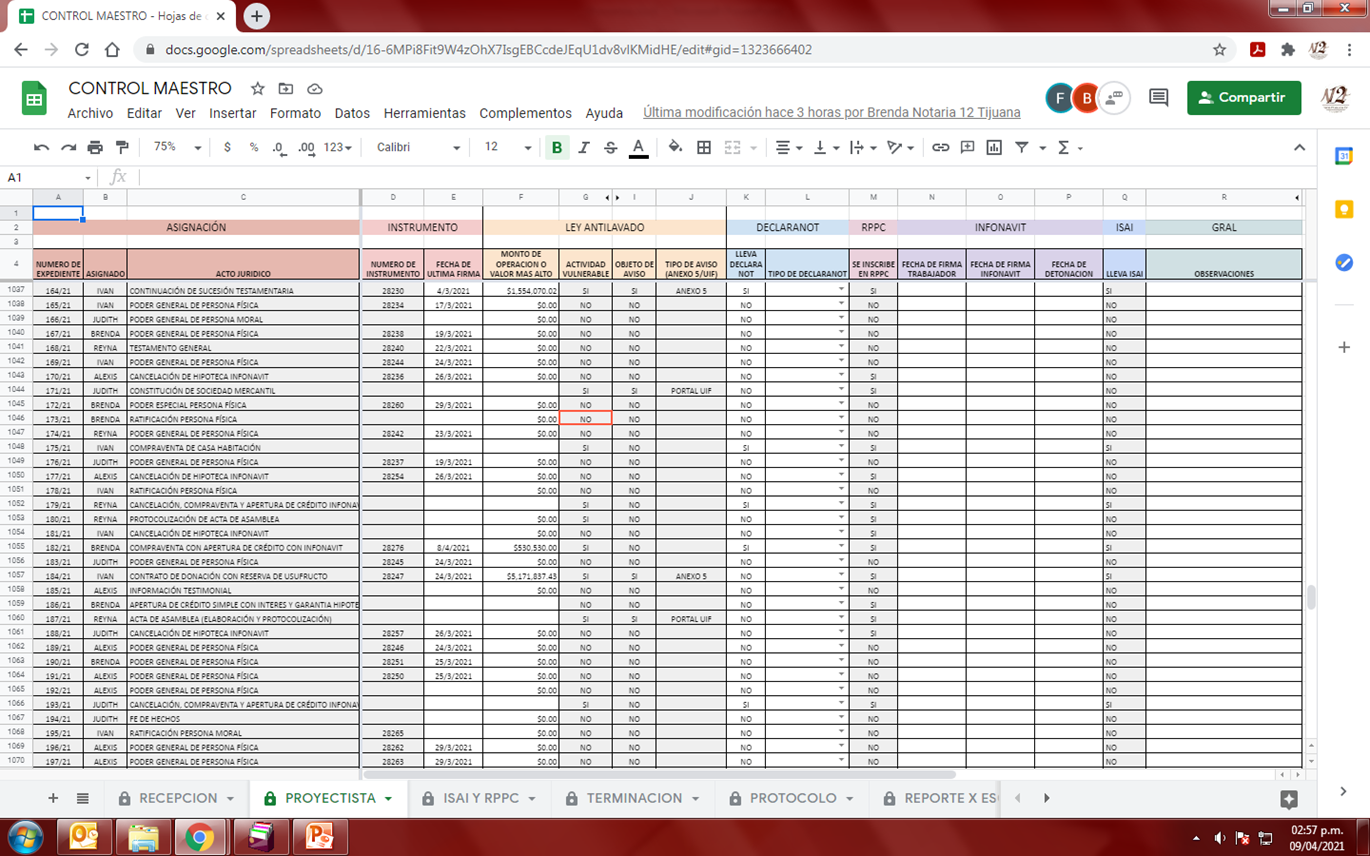 CONTROL MAESTRO - Hojas de c
docs.google.com/spreadsheets/d/16-6MPi8Fit9W4zOhX7IsgEBCcdeJEqU1dv8vIKMidHE/edit#gid=1323666402
CONTROL MAESTRO
F B
Compartir
Archivo Editar Ver Insertar Formato Datos Herramientas Complementos Ayuda Última modificación hace 3 horas por Brenda Notaria 12 Tijuana
75% $ % .0 .00 123 Calibri 12 B I S A
A1 fx
A B C D E F G I J K L M N O P Q R
1
2 ASIGNACIÓN INSTRUMENTO LEY ANTILAVADO DECLARANOT RPPC INFONAVIT ISAI GRAL
3
4 NUMERO DE EXPEDIENTE ASIGNADO ACTO JURIDICO NUMERO DE INSTRUMENTO FECHA DE ULTIMA FIRMA MONTO DE OPERACION O VALOR MAS ALTO ACTIVIDAD VULNERABLE OBJETO DE AVISO TIPO DE AVISO (ANEXO 5/UIF) LLEVA DECLARA NOT TIPO DE DECLARANOT SE INSCRIBE EN RPPC FECHA DE FIRMA TRABAJADOR FECHA DE FIRMA INFONAVIT FECHA DE DETONACION LLEVA ISAI OBSERVACIONES
1037 164/21 IVAN CONTINUACIÓN DE SUCESIÓN TESTAMENTARIA 28230 4/3/2021 $1,554,070.02 SI SI ANEXO 5 SI SI SI
1038 165/21 IVAN PODER GENERAL DE PERSONA FÍSICA 28234 17/3/2021 $0.00 NO NO NO NO NO
1039 166/21 JUDITH PODER GENERAL DE PERSONA MORAL $0.00 NO NO NO NO NO
1040 167/21 BRENDA PODER GENERAL DE PERSONA FÍSICA 28238 19/3/2021 $0.00 NO NO NO NO NO
1041 168/21 REYNA TESTAMENTO GENERAL 28240 22/3/2021 $0.00 NO NO NO NO NO
1042 169/21 IVAN PODER GENERAL DE PERSONA FÍSICA 28244 24/3/2021 $0.00 NO NO NO NO NO
1043 170/21 ALEXIS CANCELACIÓN DE HIPOTECA INFONAVIT 28236 26/3/2021 $0.00 NO NO NO SI NO
1044 171/21 JUDITH CONSTITUCIÓN DE SOCIEDAD MERCANTIL SI SI PORTAL UIF NO SI NO
1045 172/21 BRENDA PODER ESPECIAL PERSONA FÍSICA 28260 29/3/2021 $0.00 NO NO NO NO NO
1046 173/21 BRENDA RATIFICACIÓN PERSONA FÍSICA $0.00 NO NO NO NO NO
1047 174/21 REYNA PODER GENERAL DE PERSONA FÍSICA 28242 23/3/2021 $0.00 NO NO NO NO NO
1048 175/21 IVAN COMPRAVENTA DE CASA HABITACIÓN SI NO SI SI SI
1049 176/21 JUDITH PODER GENERAL DE PERSONA FÍSICA 28237 19/3/2021 $0.00 NO NO NO NO NO
1050 177/21 ALEXIS CANCELACIÓN DE HIPOTECA INFONAVIT 28254 26/3/2021 $0.00 NO NO NO SI NO
1051 178/21 IVAN RATIFICACIÓN PERSONA FÍSICA $0.00 NO NO NO NO NO
1052 179/21 REYNA CANCELACIÓN, COMPRAVENTA Y APERTURA DE CRÉDITO INFONAV SI NO SI SI SI
1053 180/21 REYNA PROTOCOLIZACIÓN DE ACTA DE ASAMBLEA $0.00 SI NO NO SI NO
1054 181/21 IVAN CANCELACIÓN DE HIPOTECA INFONAVIT $0.00 NO NO NO SI NO
1055 182/21 BRENDA COMPRAVENTA CON APERTURA DE CRÉDITO CON INFONAVIT 28276 8/4/2021 $530,530.00 SI NO SI SI SI
1056 183/21 JUDITH PODER GENERAL DE PERSONA FÍSICA 28245 24/3/2021 $0.00 NO NO NO NO NO
1057 184/21 IVAN CONTRATO DE DONACIÓN CON RESERVA DE USUFRUCTO 28247 24/3/2021 $5,171,837.43 SI SI ANEXO 5 NO SI SI
1058 185/21 ALEXIS INFORMACIÓN TESTIMONIAL $0.00 NO NO NO NO NO
1059 186/21 BRENDA APERTURA DE CRÉDITO SIMPLE CON INTERES Y GARANTIA HIPOTE NO NO NO SI NO
1060 187/21 REYNA ACTA DE ASAMBLEA (ELABORACIÓN Y PROTOCOLIZACIÓN) SI SI PORTAL UIF NO SI NO
1061 188/21 JUDITH CANCELACIÓN DE HIPOTECA INFONAVIT 28257 26/3/2021 $0.00 NO NO NO SI NO
1062 189/21 ALEXIS PODER GENERAL DE PERSONA FÍSICA 28246 24/3/2021 $0.00 NO NO NO NO NO
1063 190/21 BRENDA PODER GENERAL DE PERSONA FÍSICA 28251 25/3/2021 $0.00 NO NO NO NO NO
1064 191/21 ALEXIS PODER GENERAL DE PERSONA FÍSICA 28250 25/3/2021 $0.00 NO NO NO NO NO
1065 192/21 ALEXIS PODER GENERAL DE PERSONA FÍSICA $0.00 NO NO NO NO NO
1066 193/21 JUDITH CANCELACIÓN, COMPRAVENTA Y APERTURA DE CRÉDITO INFONAV SI NO SI SI SI
1067 194/21 JUDITH FE DE HECHOS $0.00 NO NO NO NO NO
1068 195/21 IVAN RATIFICACIÓN PERSONA MORAL 28265 $0.00 NO NO NO NO NO
1069 196/21 ALEXIS PODER GENERAL DE PERSONA FÍSICA 28262 29/3/2021 $0.00 NO NO NO NO NO
1070 197/21 ALEXIS PODER GENERAL DE PERSONA FÍSICA 28263 29/3/2021 $0.00 NO NO NO NO NO
RECEPCION PROYECTISTA ISAI Y RPPC TERMINACION PROTOCOLO REPORTE X ES
02:57 p.m.
09/04/2021